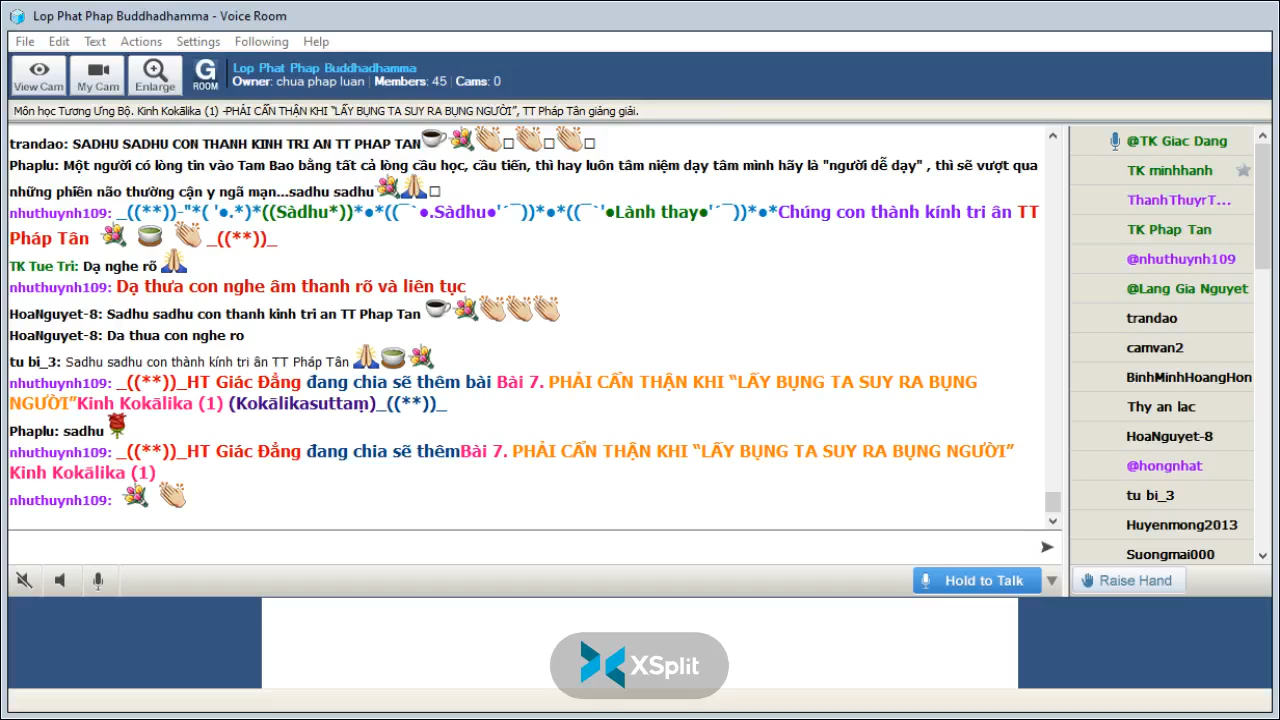 Lop Phat Phap Buddhadhamma - Voice Room
File Edit Text Actions Settings Following Help
View Cam My Cam Enlarge G ROOM
Lop Phat Phap Buddhadhamma
Owner: chua phap luan | Members: 45 | Cams: 0
Môn học Tương Ưng Bộ. Kinh Kokālika (1) -PHẢI CẨN THẬN KHI “LẤY BỤNG TA SUY RA BỤNG NGƯỜI”, TT Pháp Tân giảng giải.
trandao: SADHU SADHU CON THANH KINH TRI AN TT PHAP TAN
Phaplu: Một người có lòng tin vào Tam Bao bằng tất cả lòng cầu học, cầu tiến, thì hay luôn tâm niệm dạy tâm mình hãy là "người dễ dạy" , thì sẽ vượt qua
những phiền não thường cận y ngã mạn...sadhu sadhu
nhuthuynh109: _((**))-"*( '●.*)*((Sàdhu*))*●*((¯`●.Sàdhu●'´¯))*●*((¯`'●Lành thay●'´¯))*●*Chúng con thành kính tri ân TT
Pháp Tân _((**))_
TK Tue Tri: Dạ nghe rõ
nhuthuynh109: Dạ thưa con nghe âm thanh rõ và liên tục
HoaNguyet-8: Sadhu sadhu con thanh kinh tri an TT Phap Tan
HoaNguyet-8: Da thua con nghe ro
tu bi_3: Sadhu sadhu con thành kính tri ân TT Pháp Tân
nhuthuynh109: _((**))_HT Giác Đẳng đang chia sẽ thêm bài Bài 7. PHẢI CẨN THẬN KHI “LẤY BỤNG TA SUY RA BỤNG
NGƯỜI”Kinh Kokālika (1) (Kokālikasuttaṃ)_((**))_
Phaplu: sadhu
nhuthuynh109: _((**))_HT Giác Đẳng đang chia sẽ thêmBài 7. PHẢI CẨN THẬN KHI “LẤY BỤNG TA SUY RA BỤNG NGƯỜI”
Kinh Kokālika (1)
nhuthuynh109:
@TK Giac Dang
TK minhhanh
ThanhThuyrT...
TK Phap Tan
@nhuthuynh109
@Lang Gia Nguyet
trandao
camvan2
BinhMinhHoangHon
Thy an lac
HoaNguyet-8
@hongnhat
tu bi_3
Huyenmong2013
Suongmai000
Hold to Talk
Raise Hand
XSplit